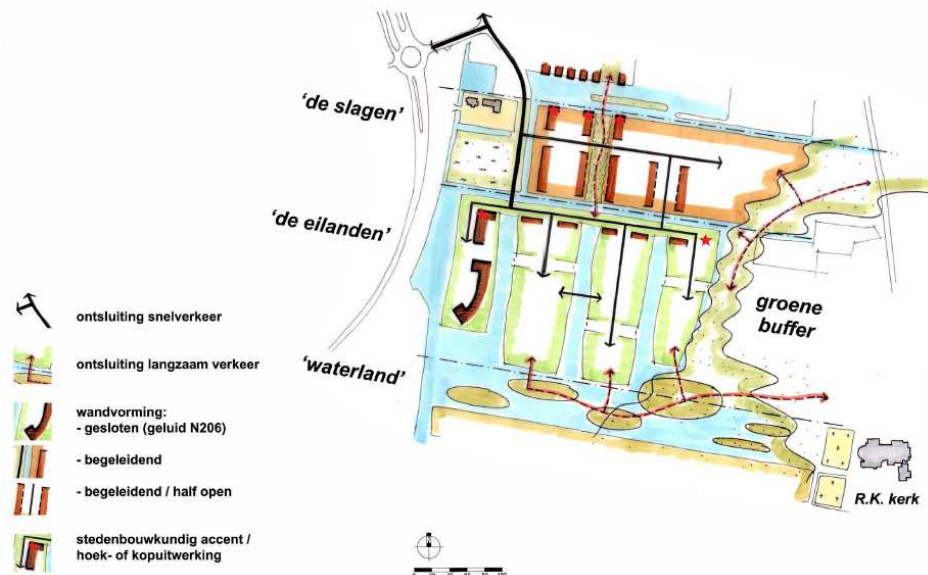 'de slagen'
'de eilanden'
'waterland'
groene
buffer
R.K. kerk
ontsluiting snelverkeer
ontsluiting langzaam verkeer
wandvorming:
- gesloten (geluid N206)
- begeleidend
- begeleidend / half open
stedenbouwkundig accent /
hoek- of kopuitwerking
N